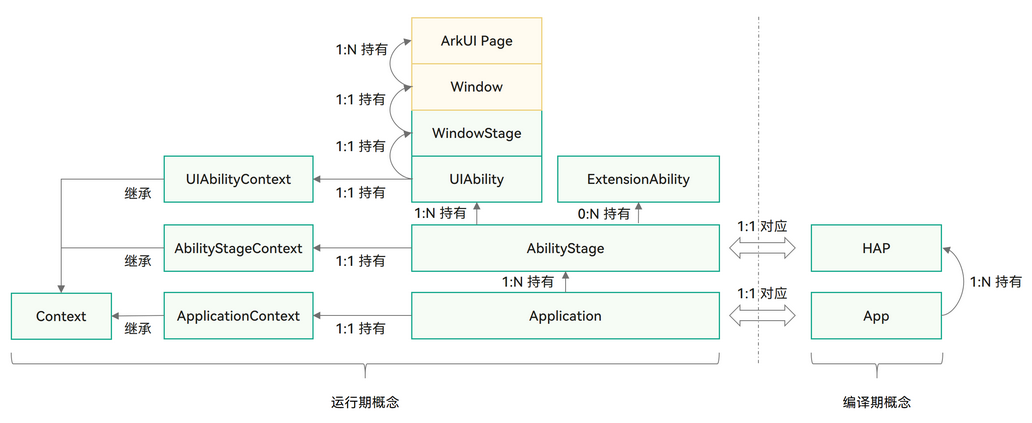 ArkUI Page
1:N 持有
Window
1:1 持有
WindowStage
1:1 持有
UIAbilityContext
UIAbility
ExtensionAbility
继承
1:1 持有
1:N 持有
0:N 持有
1:1 对应
AbilityStageContext
AbilityStage
HAP
继承
1:1 持有
1:N 持有
1:N 持有
1:1 对应
Context
ApplicationContext
Application
App
继承
1:1 持有
运行期概念
编译期概念